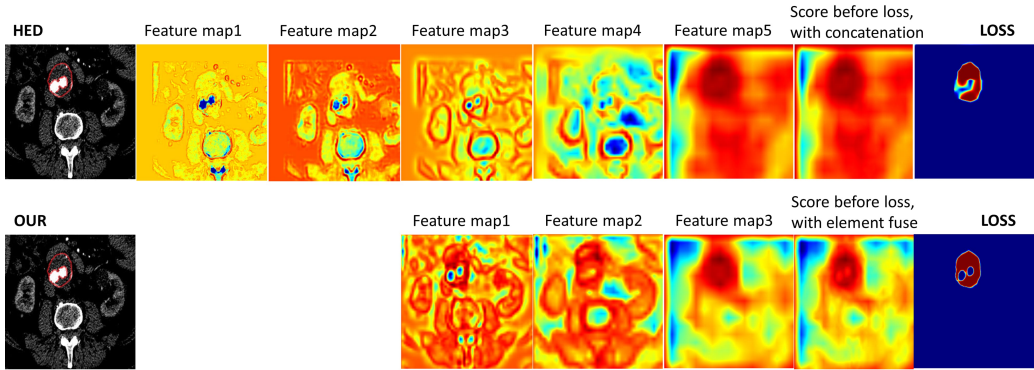 HED
Feature map1
Feature map2
Feature map3
Feature map4
Feature map5
Score before loss,
with concatenation
LOSS
OUR
Feature map1
Feature map2
Feature map3
Score before loss,
with element fuse
LOSS